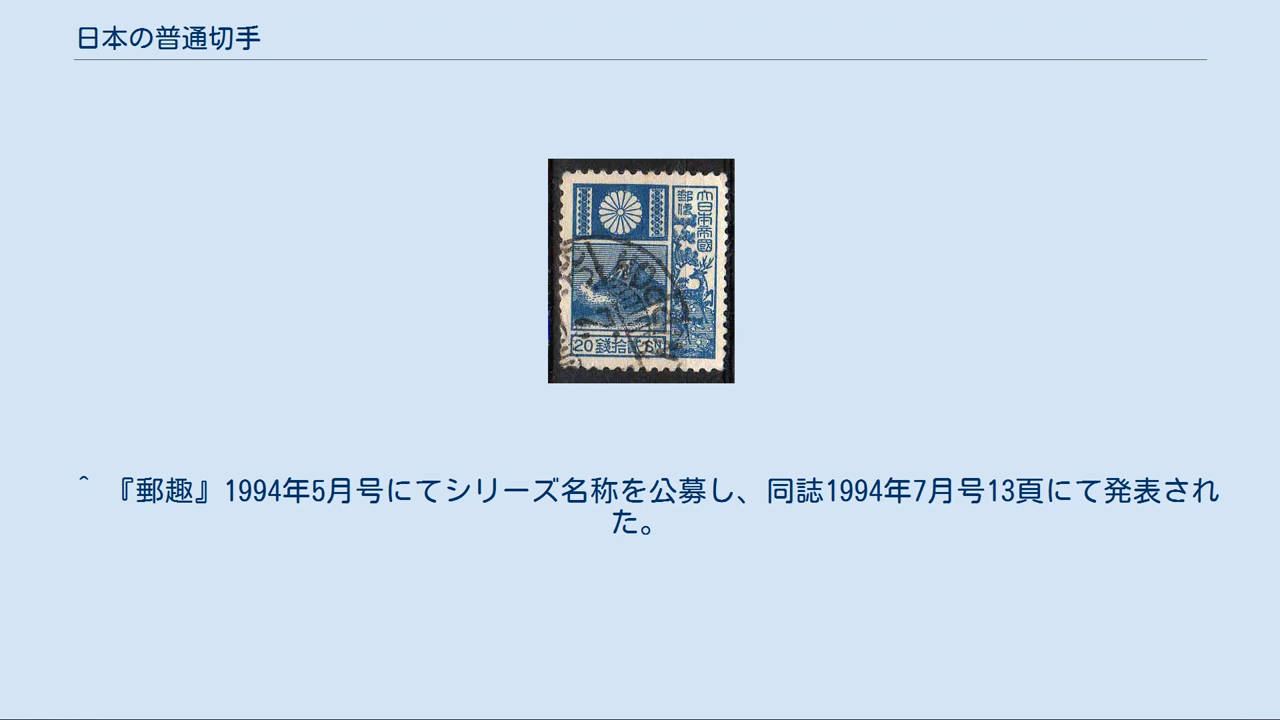 日本の普通切手
大日本帝國
郵便
20 錢拾貳 SN
^ 『郵趣』1994年5月号にてシリーズ名称を公募し、同誌1994年7月号13頁にて発表され
た。